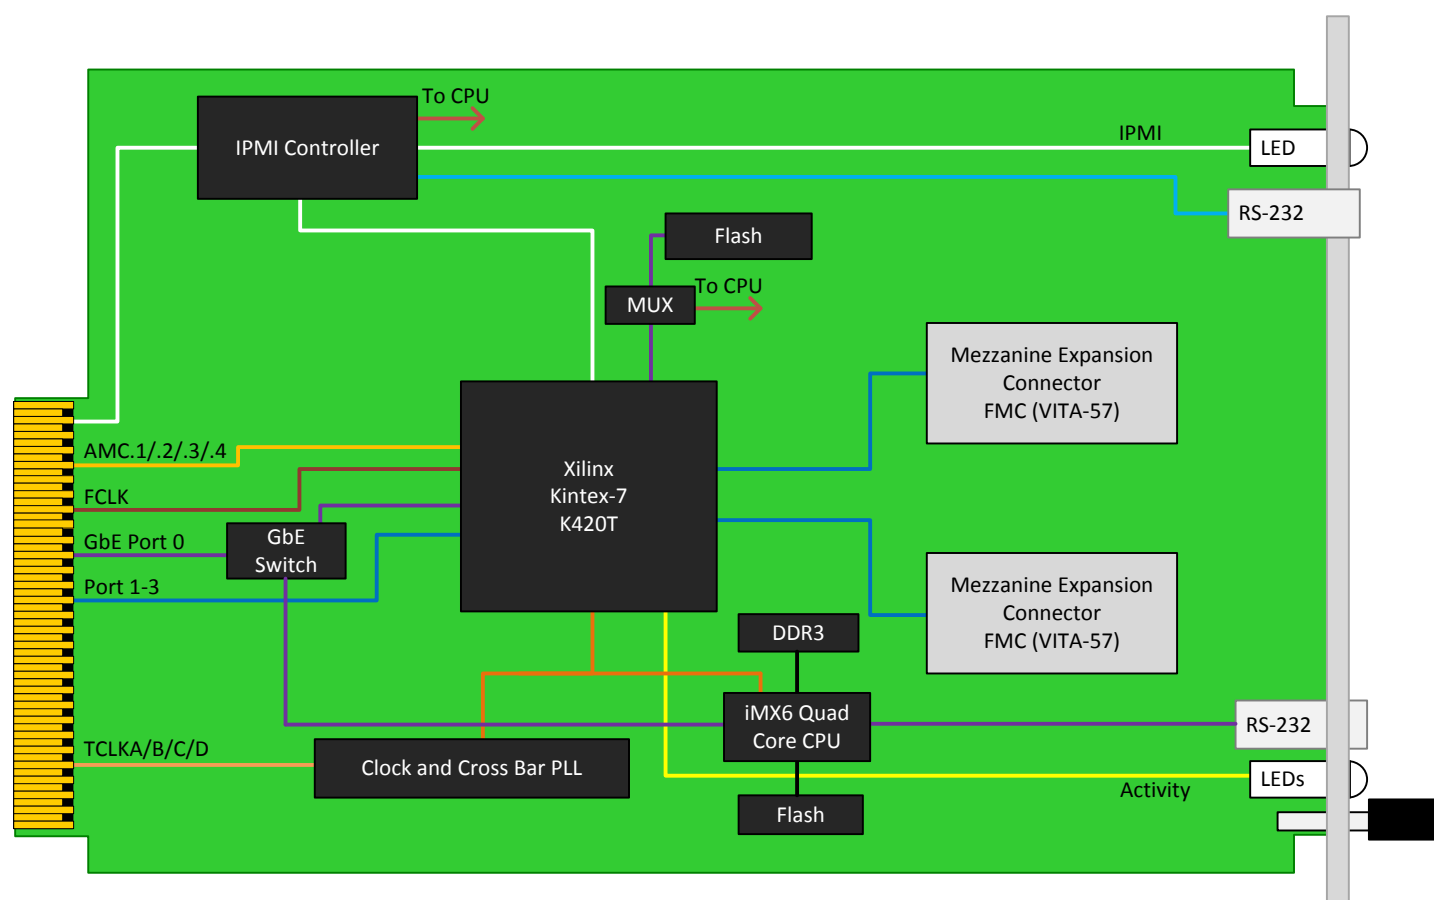 To CPU
IPMI Controller
IPMI
LED
RS-232
Flash
To CPU
MUX
Mezzanine Expansion
Connector
FMC (VITA-57)
AMC.1/.2/.3/.4
FCLK
GbE Port 0
GbE
Switch
Port 1-3
Xilinx
Kintex-7
K420T
Mezzanine Expansion
Connector
FMC (VITA-57)
DDR3
iMX6 Quad
Core CPU
RS-232
TCLKA/B/C/D
Clock and Cross Bar PLL
Activity
LEDs
Flash